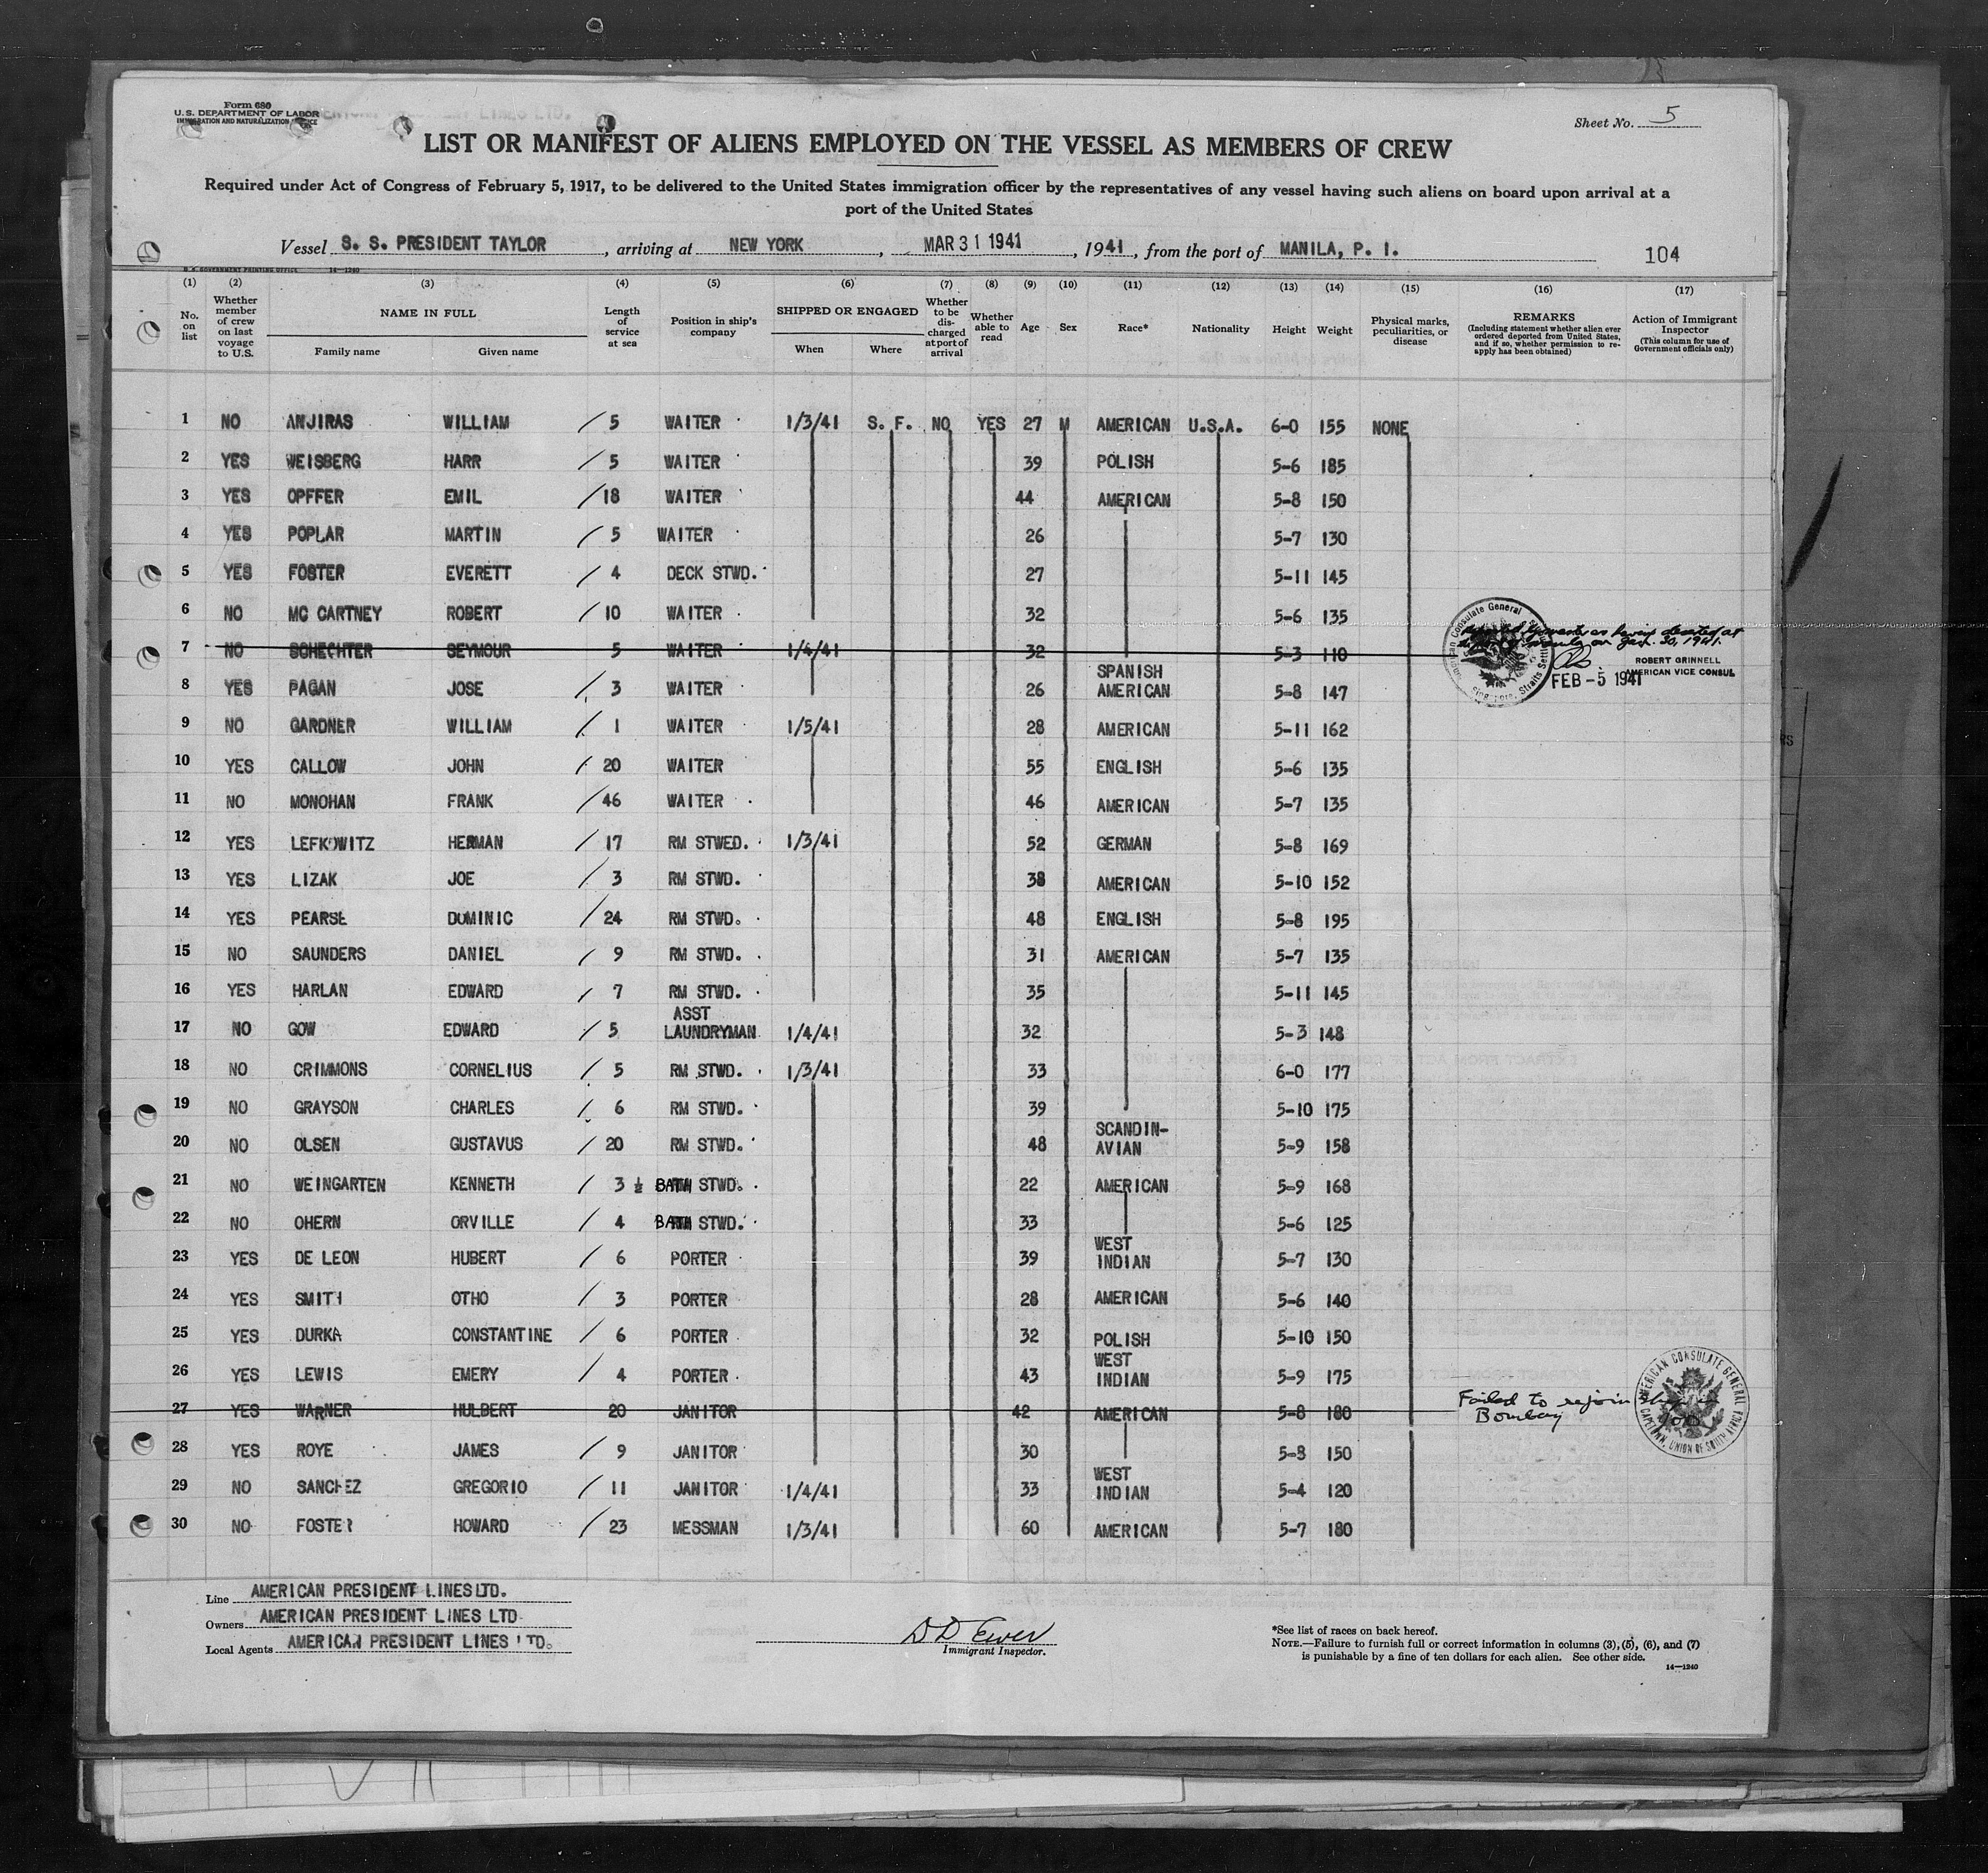 Form 680
U.S. DEPARTMENT OF LABOR
IMMIGRATION AND NATURALIZATION SERVICE
Sheet No. 5
LIST OR MANIFEST OF ALIENS EMPLOYED ON THE VESSEL AS MEMBERS OF CREW
Required under Act of Congress of February 5, 1917, to be delivered to the United States immigration officer by the representatives of any vessel having such aliens on board upon arrival at a
port of the United States
Vessel S. S. PRESIDENT TAYLOR, arriving at NEW YORK, MAR 31 1941, 1941, from the port of MANILA, P. I. 104
U.S. GOVERNMENT PRINTING OFFICE 14—1240
(1) (2) (3) (4) (5) (6) (7) (8) (9) (10) (11) (12) (13) (14) (15) (16) (17)
No. on list
Whether member of crew on last voyage to U.S.
NAME IN FULL
Family name
Given name
Length of service at sea
Position in ship's company
SHIPPED OR ENGAGED
When
Where
Whether to be discharged at port of arrival
Whether able to read
Age
Sex
Race*
Nationality
Height
Weight
Physical marks, peculiarities, or disease
REMARKS
(Including statement whether alien ever ordered deported from United States, and if so, whether permission to reapply has been obtained)
Action of Immigrant Inspector
(This column for use of Government officials only)
1 NO ANJIRAS WILLIAM / 5 WAITER 1/3/41 S. F. NO YES 27 M AMERICAN U.S.A. 6-0 155 NONE
2 YES WEISBERG HARR / 5 WAITER 39 POLISH 5-6 185
3 YES OPFFER EMIL / 18 WAITER 44 AMERICAN 5-8 150
4 YES POPLAR MARTIN / 5 WAITER 26 5-7 130
5 YES FOSTER EVERETT / 4 DECK STWD. 27 5-11 145
6 NO MC CARTNEY ROBERT / 10 WAITER 32 5-6 135
7 NO SCHECHTER SEYMOUR 5 WAITER 1/4/41 32 5-3 110
deserted at
Manila on Jan. 30, 1941.
American Consulate General
Singapore, Straits Settlements
ROBERT GRINNELL
AMERICAN VICE CONSUL
FEB - 5 1941
8 YES PAGAN JOSE / 3 WAITER 26 SPANISH AMERICAN 5-8 147
9 NO GARDNER WILLIAM / 1 WAITER 1/5/41 28 AMERICAN 5-11 162
10 YES CALLOW JOHN / 20 WAITER 55 ENGLISH 5-6 135
11 NO MONOHAN FRANK / 46 WAITER 46 AMERICAN 5-7 135
12 YES LEFKOWITZ HERMAN / 17 RM STWED. 1/3/41 52 GERMAN 5-8 169
13 YES LIZAK JOE / 3 RM STWD. 38 AMERICAN 5-10 152
14 YES PEARSE DOMINIC / 24 RM STWD. 48 ENGLISH 5-8 195
15 NO SAUNDERS DANIEL / 9 RM STWD. 31 AMERICAN 5-7 135
16 YES HARLAN EDWARD / 7 RM STWD. 35 5-11 145
17 NO GOW EDWARD / 5 ASST LAUNDRYMAN 1/4/41 32 5-3 148
18 NO CRIMMONS CORNELIUS / 5 RM STWD. 1/3/41 33 6-0 177
19 NO GRAYSON CHARLES / 6 RM STWD. 39 5-10 175
20 NO OLSEN GUSTAVUS / 20 RM STWD. 48 SCANDIN-AVIAN 5-9 158
21 NO WEINGARTEN KENNETH / 3 ½ BATH STWD. 22 AMERICAN 5-9 168
22 NO OHERN ORVILLE / 4 BATH STWD. 33 5-6 125
23 YES DE LEON HUBERT / 6 PORTER 39 WEST INDIAN 5-7 130
24 YES SMITH OTHO / 3 PORTER 28 AMERICAN 5-6 140
25 YES DURKA CONSTANTINE / 6 PORTER 32 POLISH 5-10 150
26 YES LEWIS EMERY / 4 PORTER 43 WEST INDIAN 5-9 175
27 YES WARNER HULBERT 20 JANITOR 42 AMERICAN 5-8 180 Failed to rejoin ship in
Bombay
AMERICAN CONSULATE GENERAL
CAPETOWN, UNION OF SOUTH AFRICA
28 YES ROYE JAMES / 9 JANITOR 30 5-8 150
29 NO SANCHEZ GREGORIO / 11 JANITOR 1/4/41 33 WEST INDIAN 5-4 120
30 NO FOSTER HOWARD / 23 MESSMAN 1/3/41 60 AMERICAN 5-7 180
Line AMERICAN PRESIDENT LINES LTD.
Owners AMERICAN PRESIDENT LINES LTD
Local Agents AMERICAN PRESIDENT LINES LTD.
D D Ewer
Immigrant Inspector.
*See list of races on back hereof.
NOTE.—Failure to furnish full or correct information in columns (3), (5), (6), and (7)
is punishable by a fine of ten dollars for each alien. See other side.
14—1240